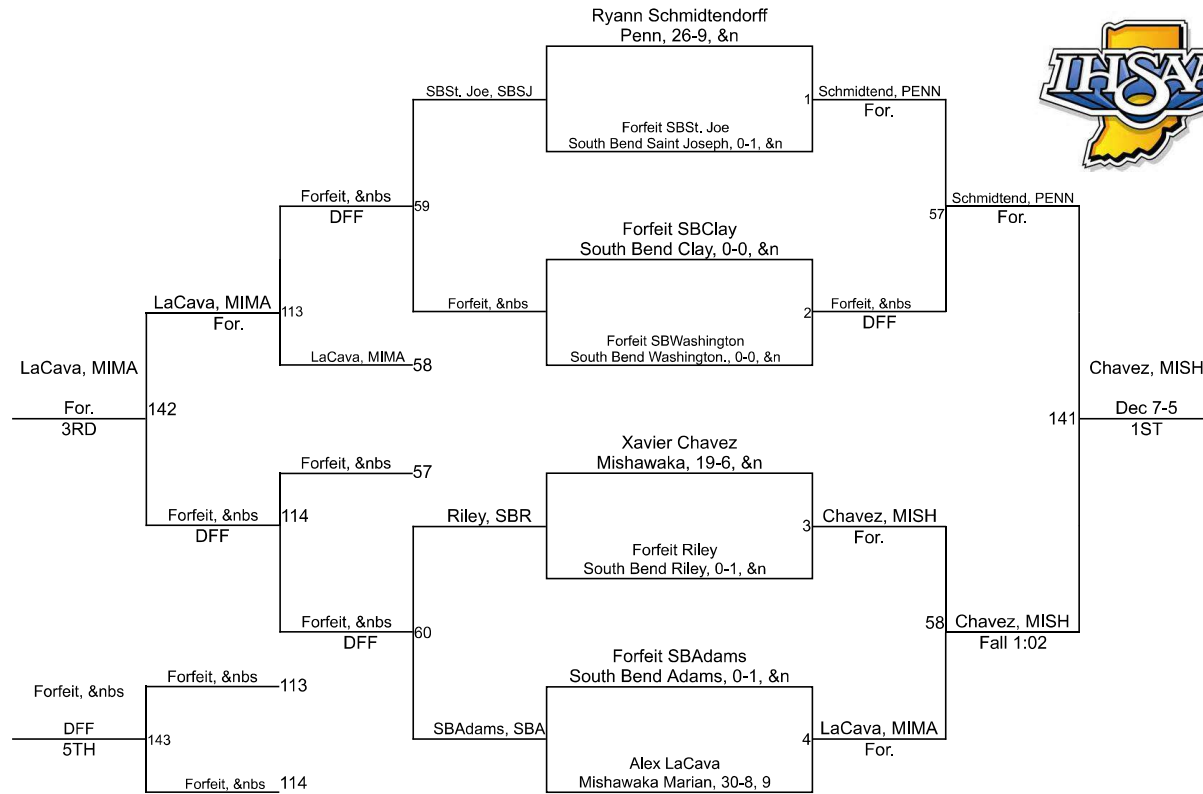 Ryann Schmidtendorff
Penn, 26-9, &n
IHSAA
SBSt. Joe, SBSJ
1
Schmidtend, PENN
For.
Forfeit SBSt. Joe
South Bend Saint Joseph, 0-1, &n
Forfeit, &nbs
DFF
59
57
Schmidtend, PENN
For.
Forfeit SBClay
South Bend Clay, 0-0, &n
LaCava, MIMA
For.
113
Forfeit, &nbs
2
Forfeit, &nbs
DFF
Forfeit SBWashington
South Bend Washington., 0-0, &n
LaCava, MIMA
58
LaCava, MIMA
For.
3RD
142
141
Chavez, MISH
Dec 7-5
1ST
Xavier Chavez
Mishawaka, 19-6, &n
Forfeit, &nbs
57
Forfeit, &nbs
DFF
114
Riley, SBR
3
Chavez, MISH
For.
Forfeit Riley
South Bend Riley, 0-1, &n
Forfeit, &nbs
DFF
60
58
Chavez, MISH
Fall 1:02
Forfeit SBAdams
South Bend Adams, 0-1, &n
Forfeit, &nbs
113
Forfeit, &nbs
DFF
5TH
143
SBAdams, SBA
4
LaCava, MIMA
For.
Alex LaCava
Mishawaka Marian, 30-8, 9
Forfeit, &nbs
114